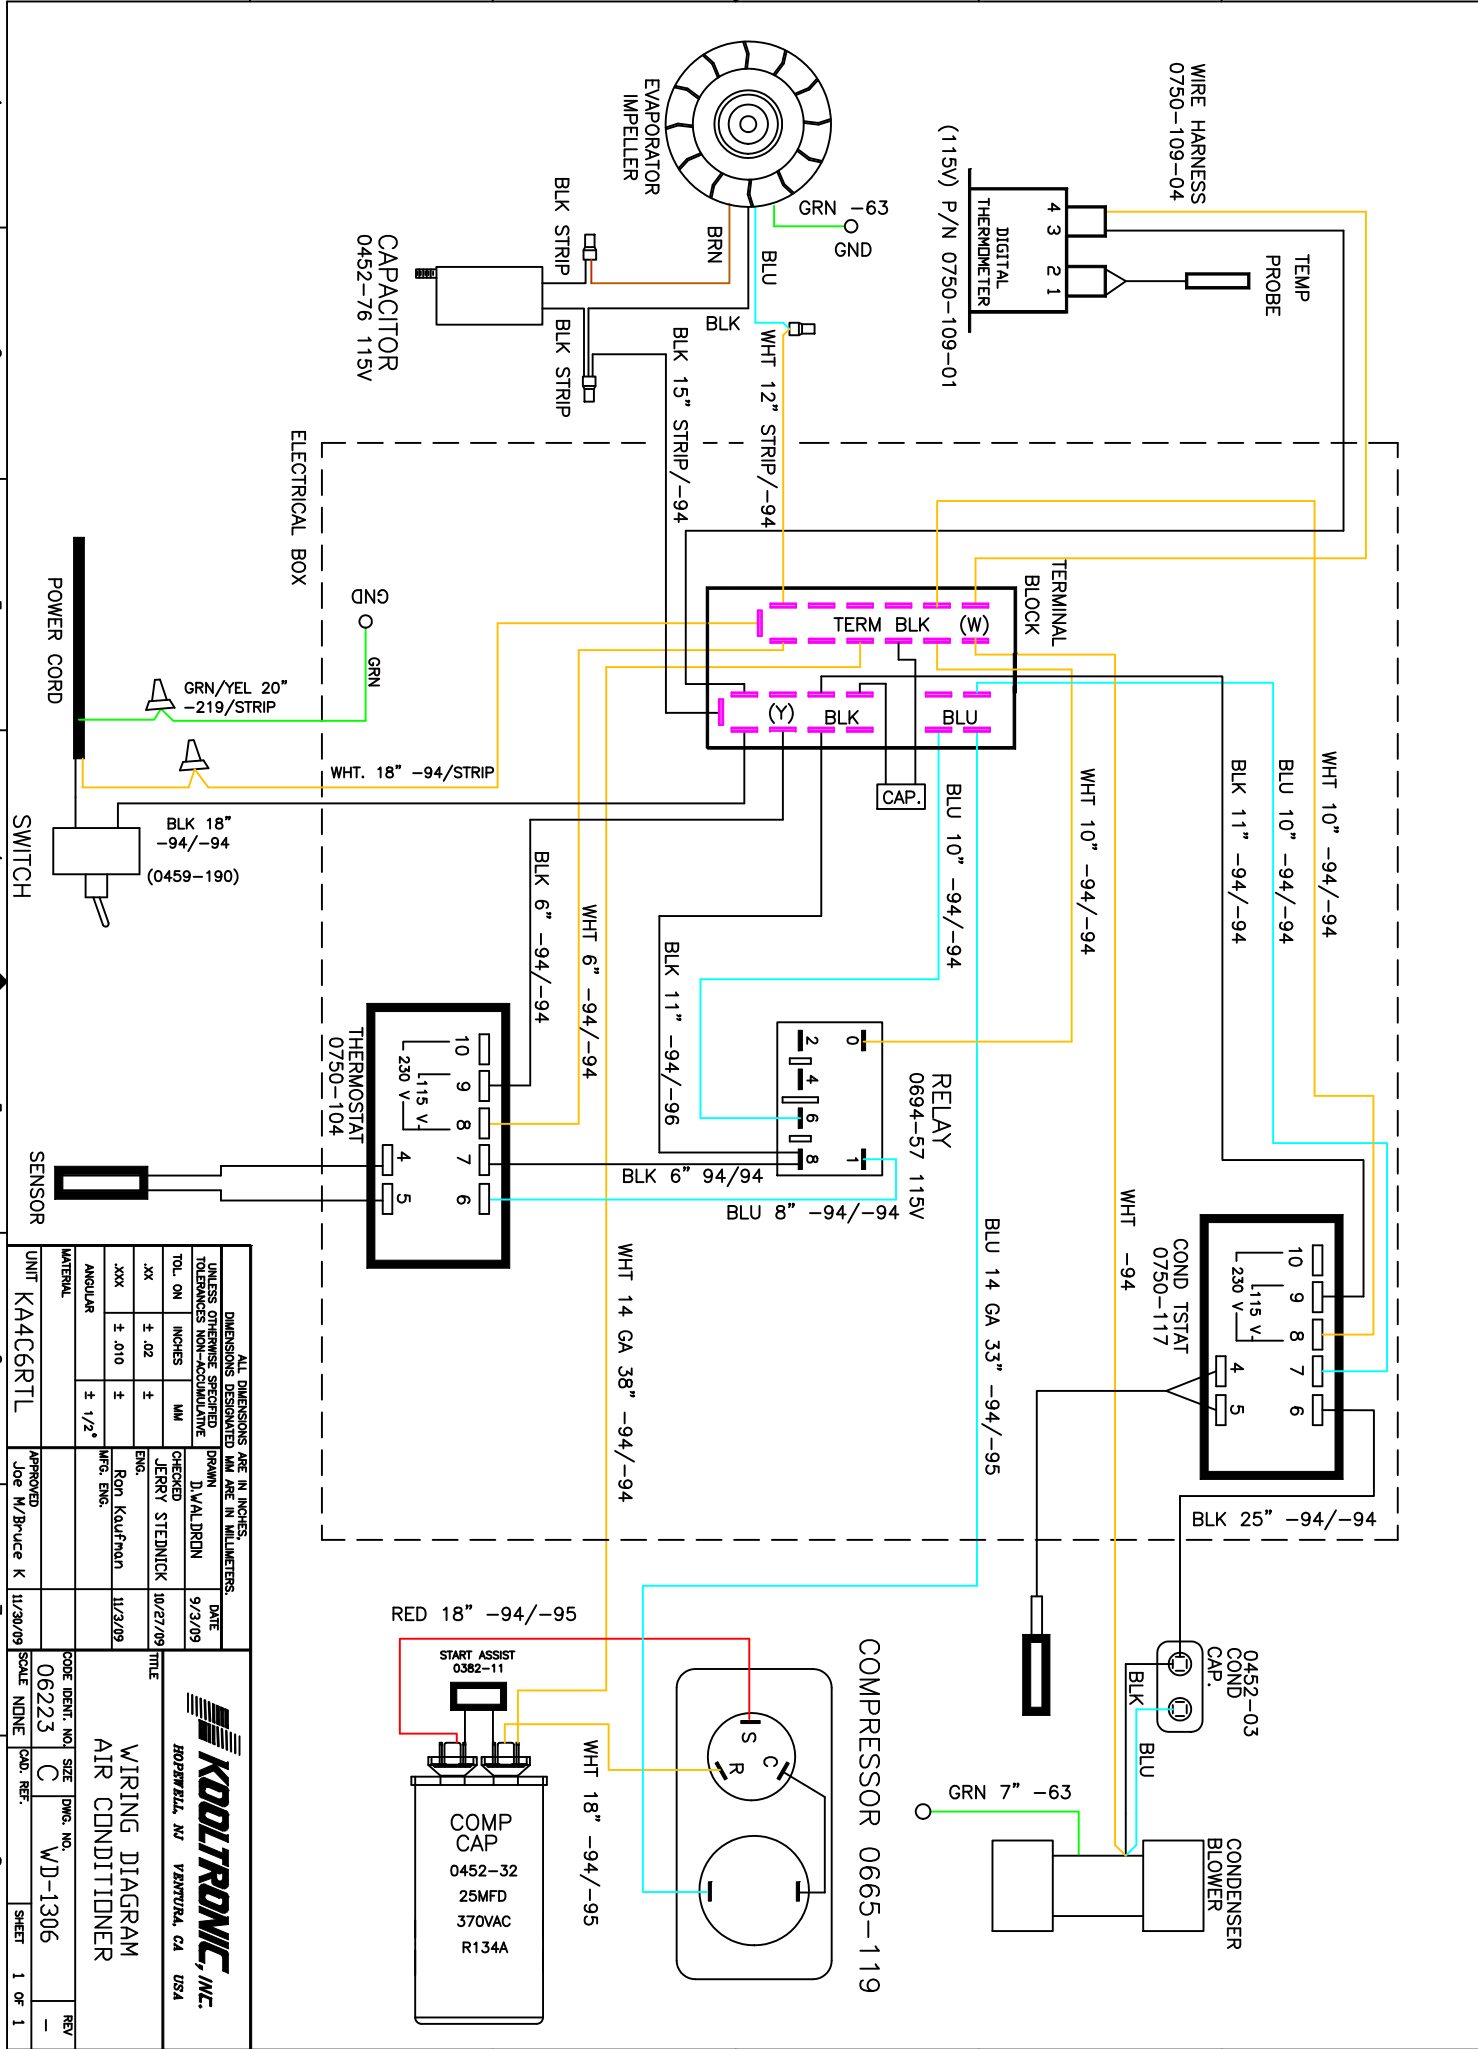 WIRE HARNESS
0750-109-04
TEMP
PROBE
4
3
2
1
DIGITAL
THERMOMETER
(115V) P/N 0750-109-01
EVAPORATOR
IMPELLER
GRN -63
GND
BLU
BRN
BLK
BLK STRIP
BLK STRIP
CAPACITOR
0452-76 115V
WHT 12" STRIP/-94
BLK 15" STRIP/-94
ELECTRICAL BOX
TERMINAL
BLOCK
TERM BLK (W)
(Y) BLK
BLU
CAP.
POWER CORD
GND
GRN
GRN/YEL 20"
-219/STRIP
WHT. 18" -94/STRIP
BLK 18"
-94/-94
(0459-190)
SWITCH
WHT 10" -94/-94
BLU 10" -94/-94
BLK 11" -94/-94
WHT 10" -94/-94
BLU 10" -94/-94
BLK 6" -94/-94
WHT 6" -94/-94
BLK 11" -94/-96
RELAY
0694-57 115V
0
2
4
6
8
1
BLK 6" 94/94
BLU 8" -94/-94
THERMOSTAT
0750-104
10
9
8
7
6
115 V
230 V
4
5
SENSOR
COND TSTAT
0750-117
10
9
8
7
6
115 V
230 V
4
5
WHT -94
BLU 14 GA 33" -94/-95
WHT 14 GA 38" -94/-94
BLK 25" -94/-94
0452-03
COND
CAP.
BLK
BLU
GRN 7" -63
CONDENSER
BLOWER
COMPRESSOR 0665-119
S
C
R
RED 18" -94/-95
START ASSIST
0382-11
WHT 18" -94/-95
COMP
CAP
0452-32
25MFD
370VAC
R134A
ALL DIMENSIONS ARE IN INCHES.
DIMENSIONS DESIGNATED MM ARE IN MILLIMETERS.
UNLESS OTHERWISE SPECIFIED
TOLERANCES NON-ACCUMULATIVE
TOL. ON INCHES MM
.XX ± .02 ±
.XXX ± .010 ±
ANGULAR ± 1/2°
MATERIAL
UNIT KA4C6RTL
DRAWN D.WALDRON DATE 9/3/09
CHECKED JERRY STEDNICK 10/27/09
ENG. Ron Kaufman 11/3/09
MFG. ENG.
APPROVED Joe M/Bruce K 11/30/09
KOOLTRONIC, INC.
HOPEWELL, NJ VENTURA, CA USA
TITLE
WIRING DIAGRAM
AIR CONDITIONER
CODE IDENT. NO. 06223
SIZE C
DWG. NO. WD-1306
REV -
SCALE NONE
CAD. REF.
SHEET 1 OF 1